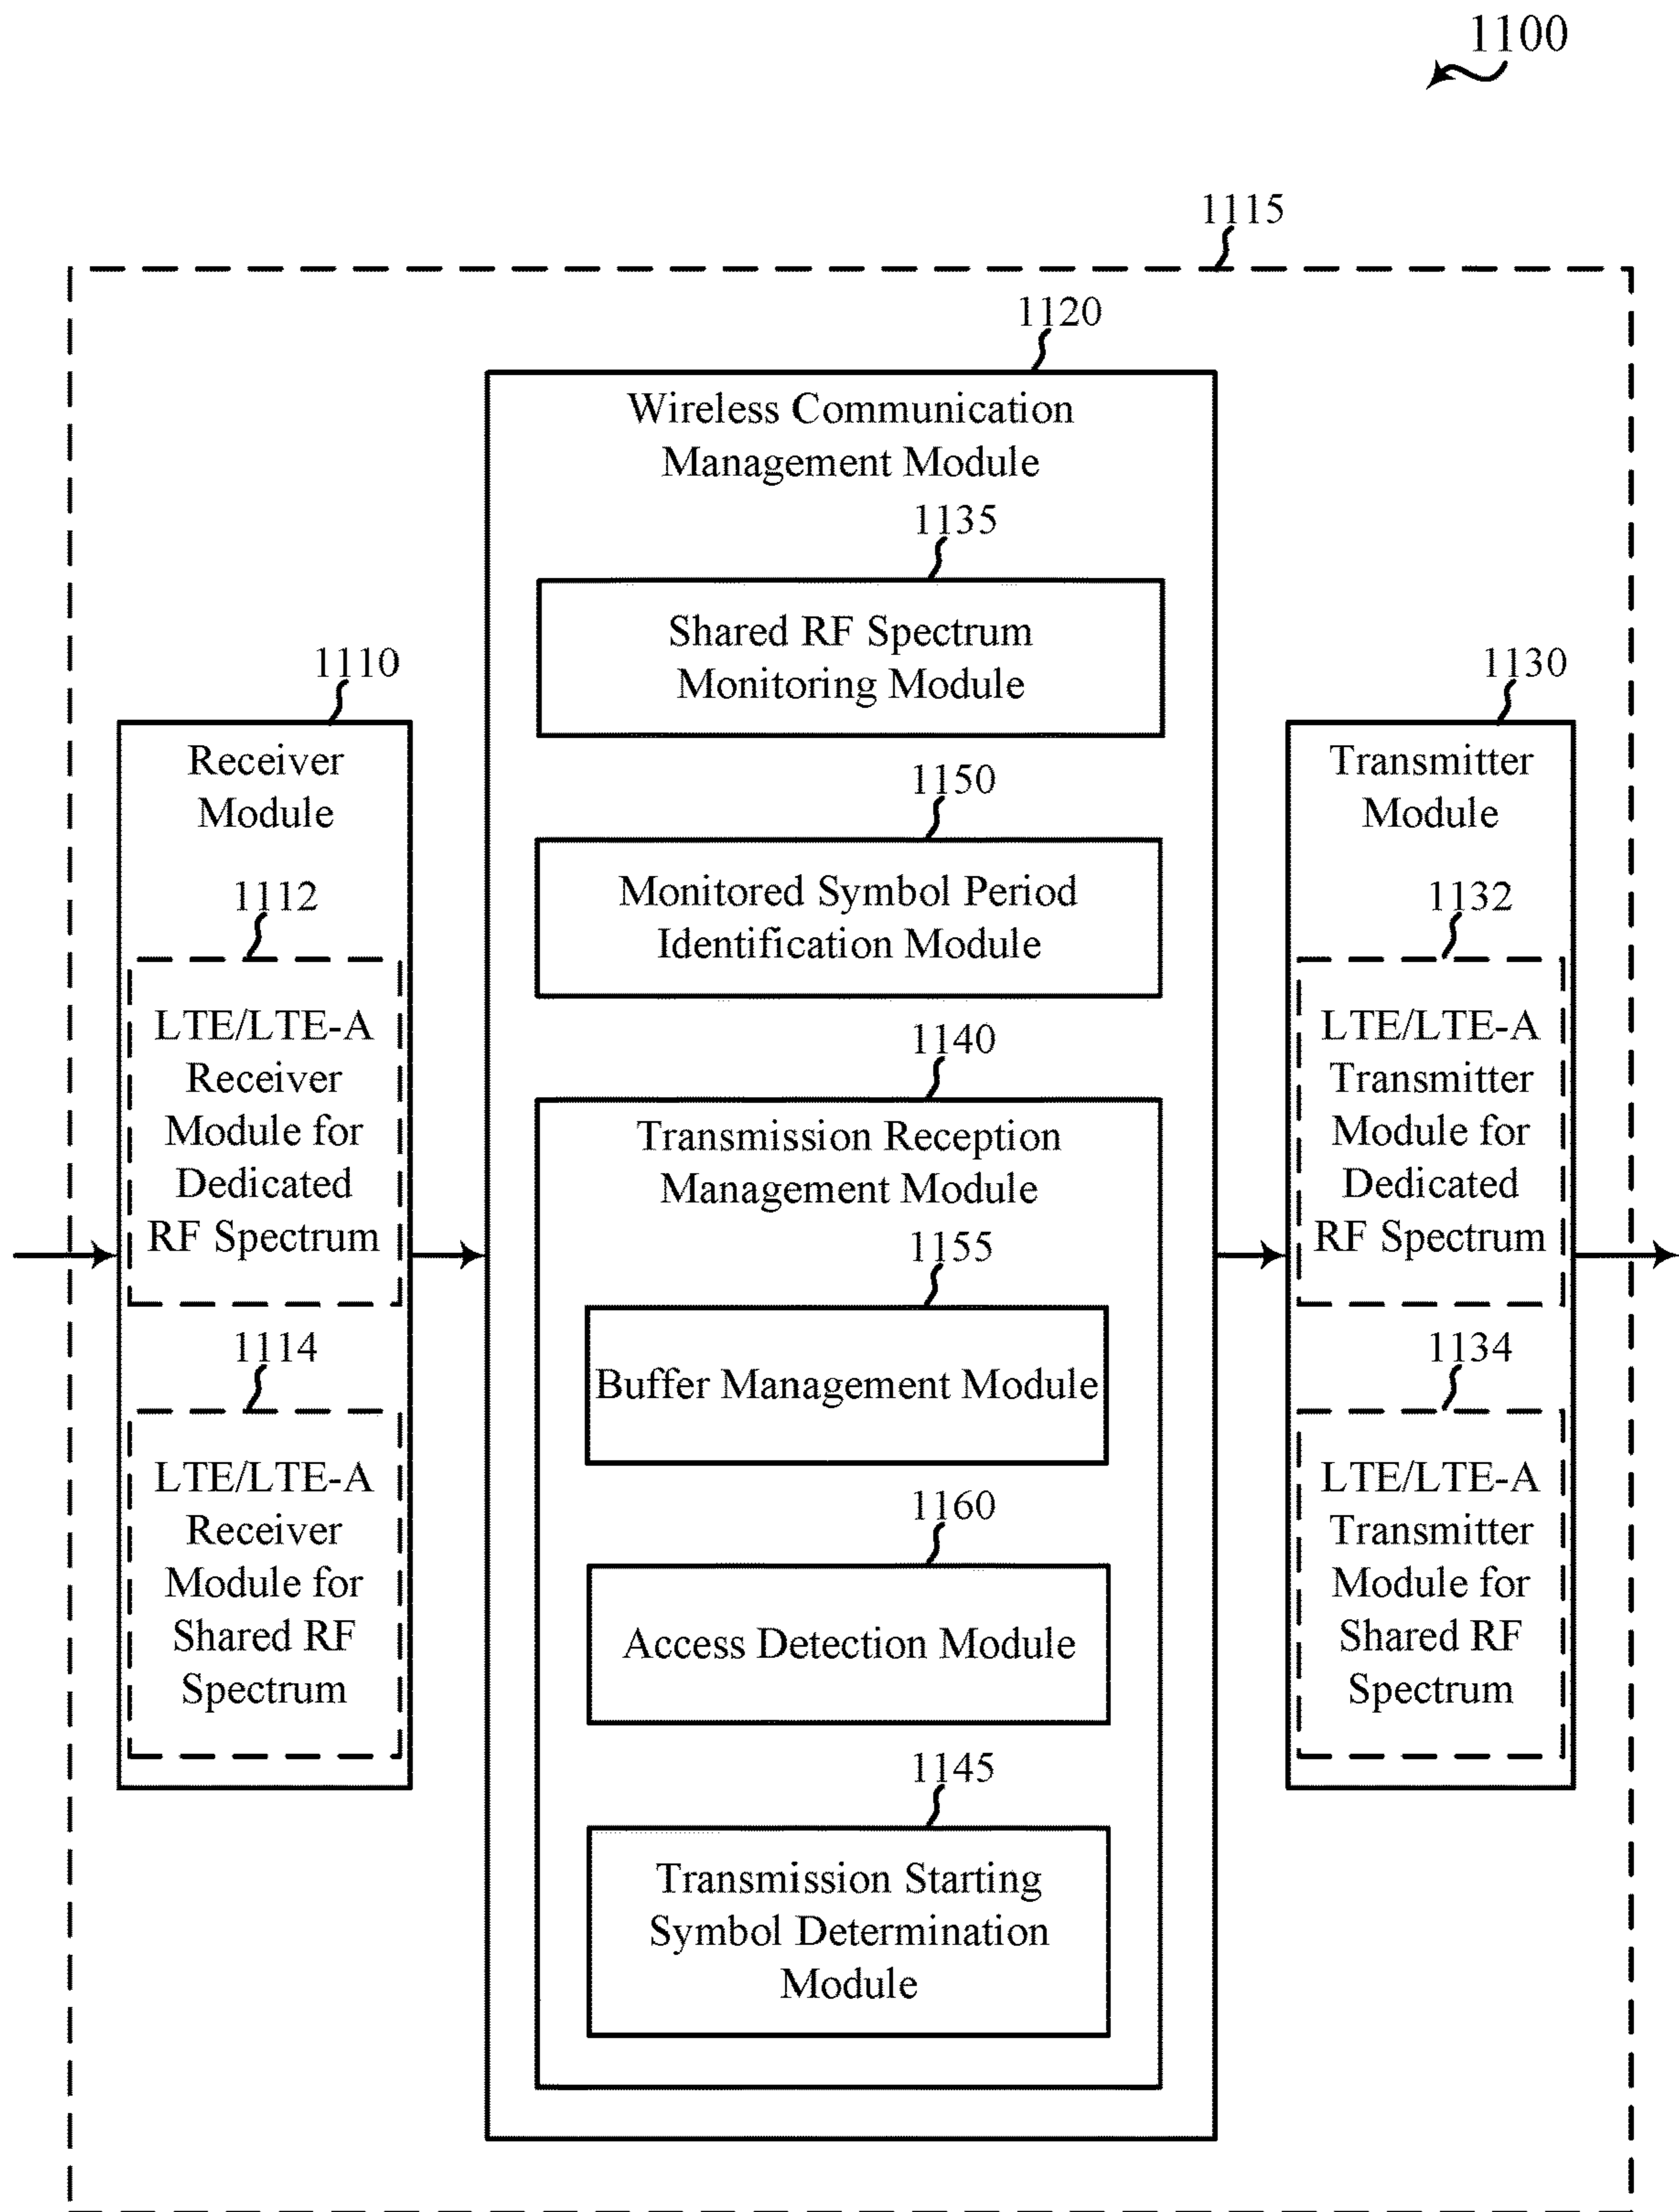 1100
1115
1120
Wireless Communication
Management Module
1135
Shared RF Spectrum
Monitoring Module
1150
Monitored Symbol Period
Identification Module
1140
Transmission Reception
Management Module
1155
Buffer Management Module
1160
Access Detection Module
1145
Transmission Starting
Symbol Determination
Module
1110
Receiver
Module
1112
LTE/LTE-A
Receiver
Module for
Dedicated
RF Spectrum
1114
LTE/LTE-A
Receiver
Module for
Shared RF
Spectrum
1130
Transmitter
Module
1132
LTE/LTE-A
Transmitter
Module for
Dedicated
RF Spectrum
1134
LTE/LTE-A
Transmitter
Module for
Shared RF
Spectrum